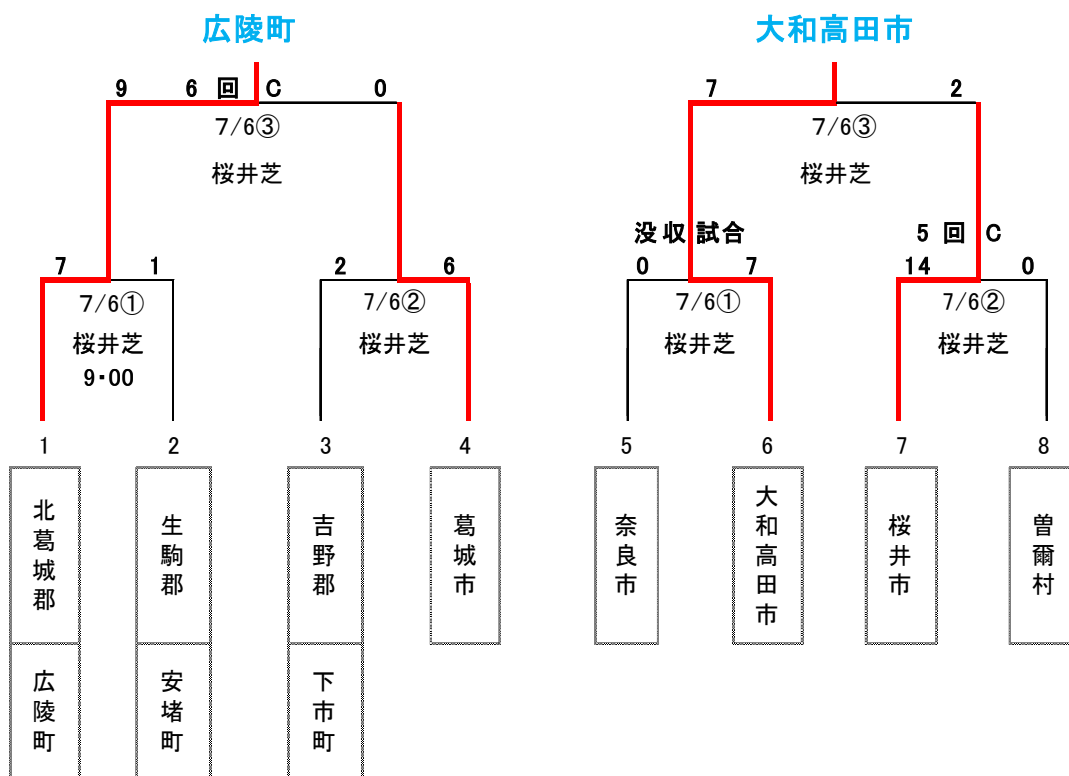 広陵町
大和高田市
9 6 回 C 0
7 2
7/6③
7/6③
桜井芝
桜井芝
没収試合
5 回 C
7 1
2 6
0 7
14 0
7/6①
7/6②
7/6①
7/6②
桜井芝
桜井芝
桜井芝
桜井芝
9・00
1 2 3 4 5 6 7 8
北葛城郡
広陵町
生駒郡
安堵町
吉野郡
下市町
葛城市
奈良市
大和高田市
桜井市
曽爾村